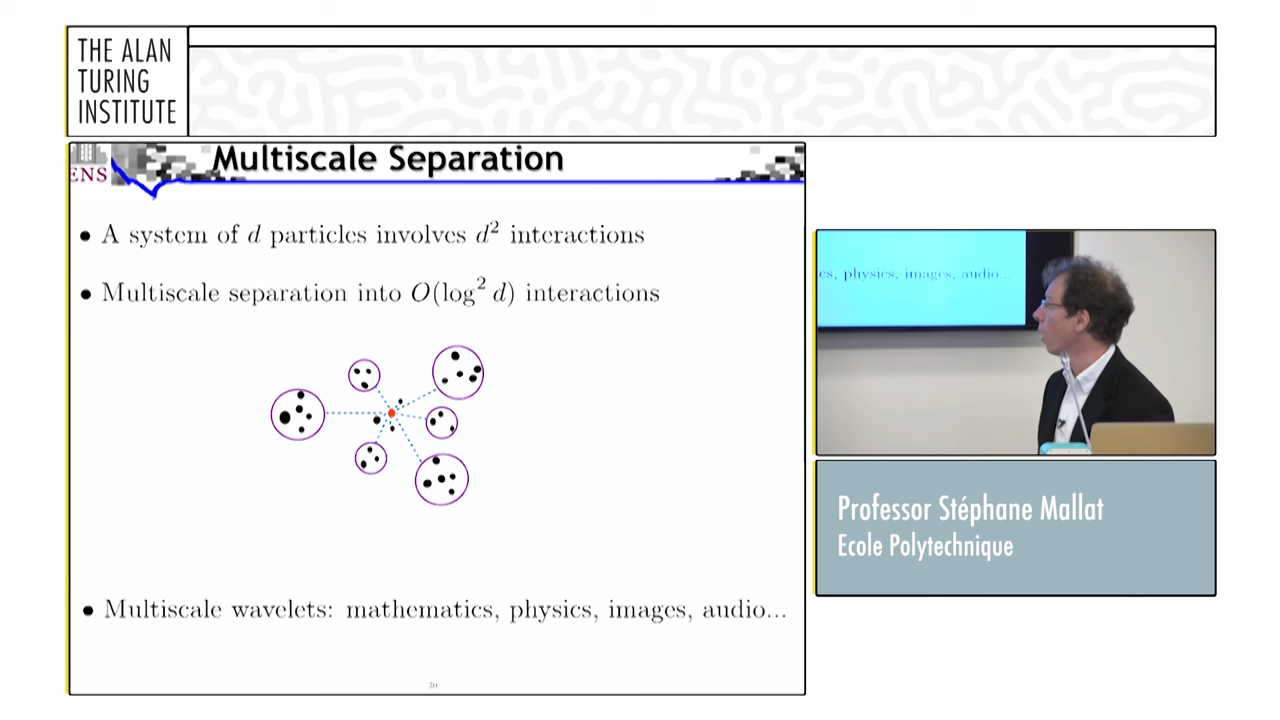 THE ALAN
TURING
INSTITUTE
ENS
Multiscale Separation
• A system of d particles involves d² interactions
• Multiscale separation into O(log² d) interactions
• Multiscale wavelets: mathematics, physics, images, audio...
cs, physics, images, audio...
Professor Stéphane Mallat
Ecole Polytechnique